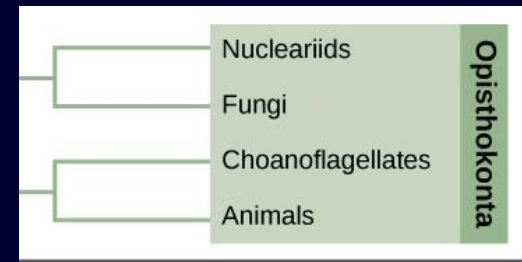 Nucleariids
Fungi
Choanoflagellates
Animals
Opisthokonta